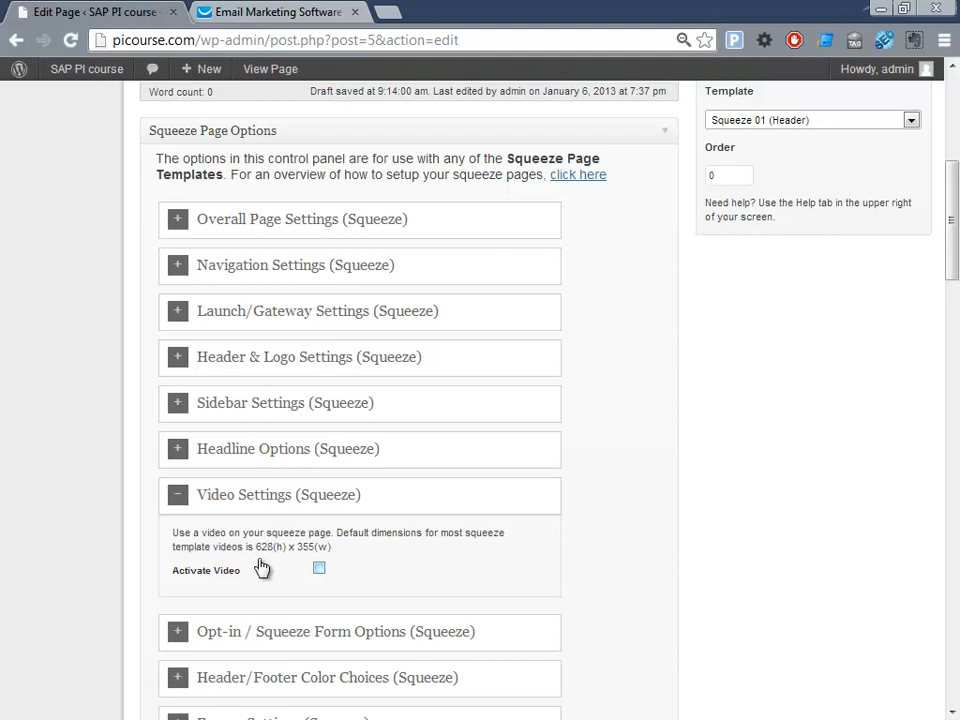 Edit Page < SAP PI course
Email Marketing Software
picourse.com/wp-admin/post.php?post=5&action=edit
SAP PI course
+ New
View Page
Howdy, admin
Word count: 0
Draft saved at 9:14:00 am. Last edited by admin on January 6, 2013 at 7:37 pm
Template
Squeeze 01 (Header)
Order
0
Need help? Use the Help tab in the upper right
of your screen.
Squeeze Page Options
The options in this control panel are for use with any of the Squeeze Page
Templates. For an overview of how to setup your squeeze pages, click here
+ Overall Page Settings (Squeeze)
+ Navigation Settings (Squeeze)
+ Launch/Gateway Settings (Squeeze)
+ Header & Logo Settings (Squeeze)
+ Sidebar Settings (Squeeze)
+ Headline Options (Squeeze)
− Video Settings (Squeeze)
Use a video on your squeeze page. Default dimensions for most squeeze
template videos is 628(h) x 355(w)
Activate Video
+ Opt-in / Squeeze Form Options (Squeeze)
+ Header/Footer Color Choices (Squeeze)